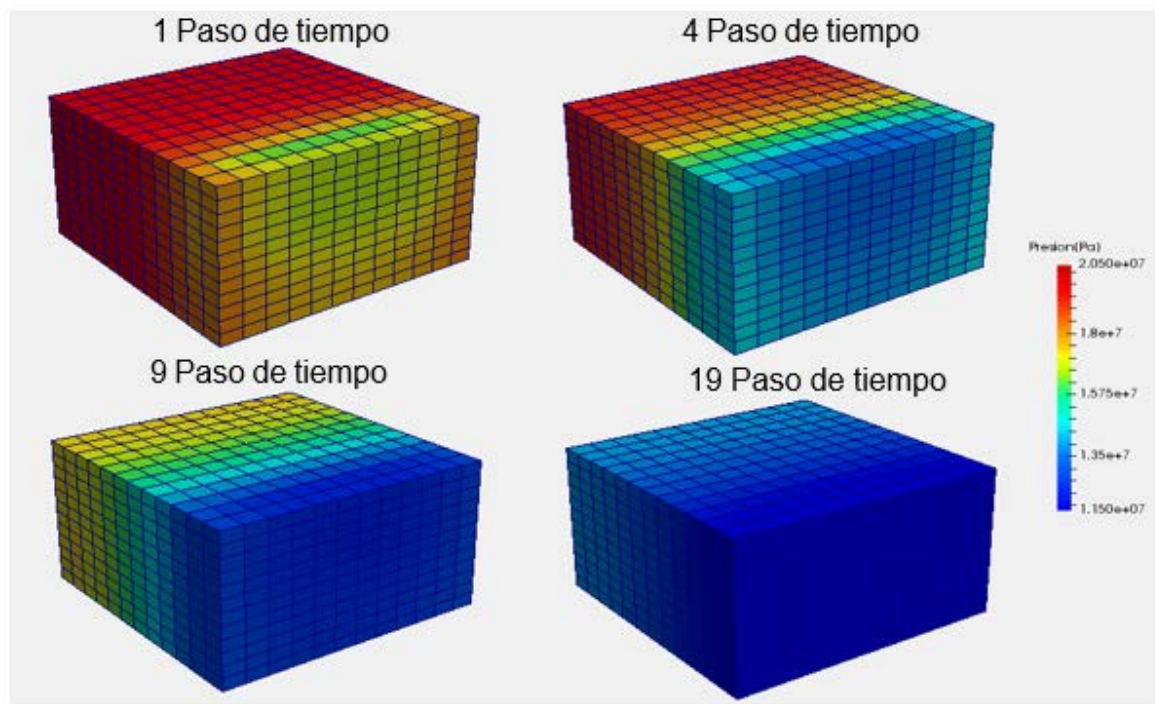 1 Paso de tiempo
4 Paso de tiempo
9 Paso de tiempo
19 Paso de tiempo
Presion(Pa)
2.050e+07
1.8e+7
1.575e+7
1.35e+7
1.150e+07